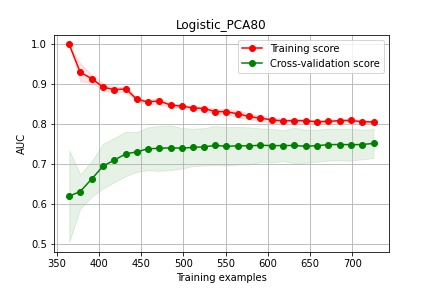 Logistic_PCA80
Training score
Cross-validation score
AUC
1.0
0.9
0.8
0.7
0.6
0.5
350 400 450 500 550 600 650 700
Training examples